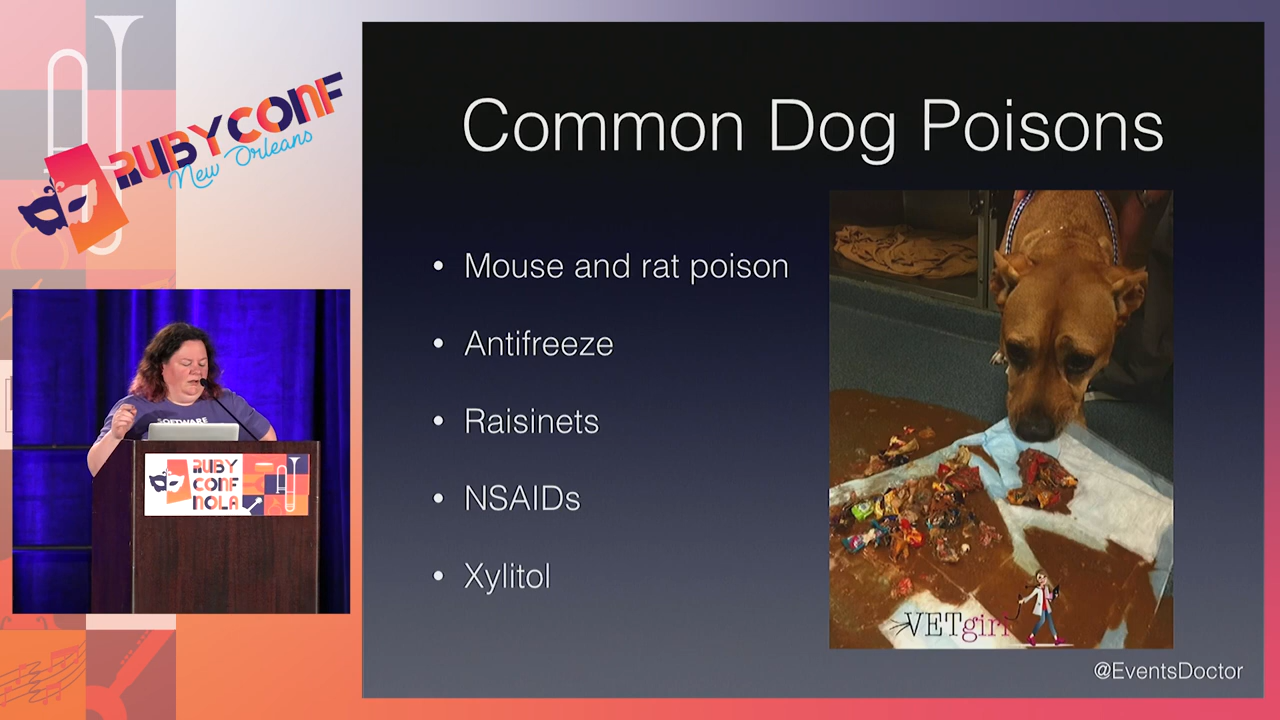 RUBYCONF
New Orleans
Common Dog Poisons
• Mouse and rat poison
• Antifreeze
• Raisinets
• NSAIDs
• Xylitol
SOFTWARE
RUBY
CONF
NOLA
VETgirl
@EventsDoctor